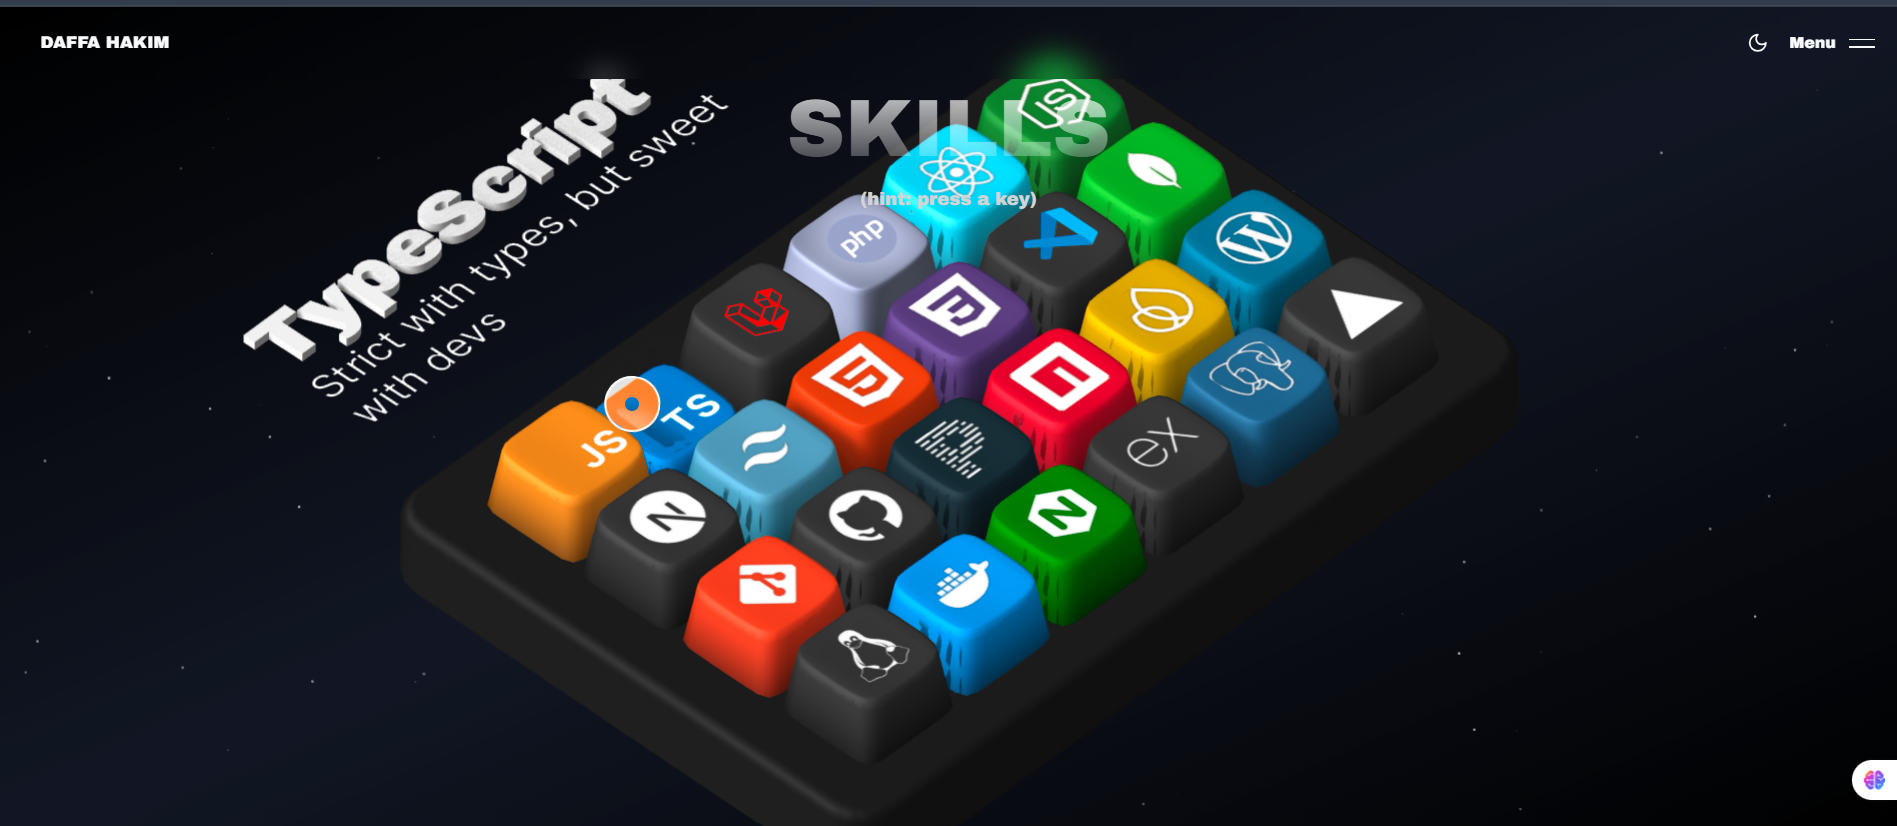 DAFFA HAKIM
Menu
SKILLS
(hint: press a key)
TypeScript
Strict with types, but sweet
with devs
JS
php
TS
JS
ex